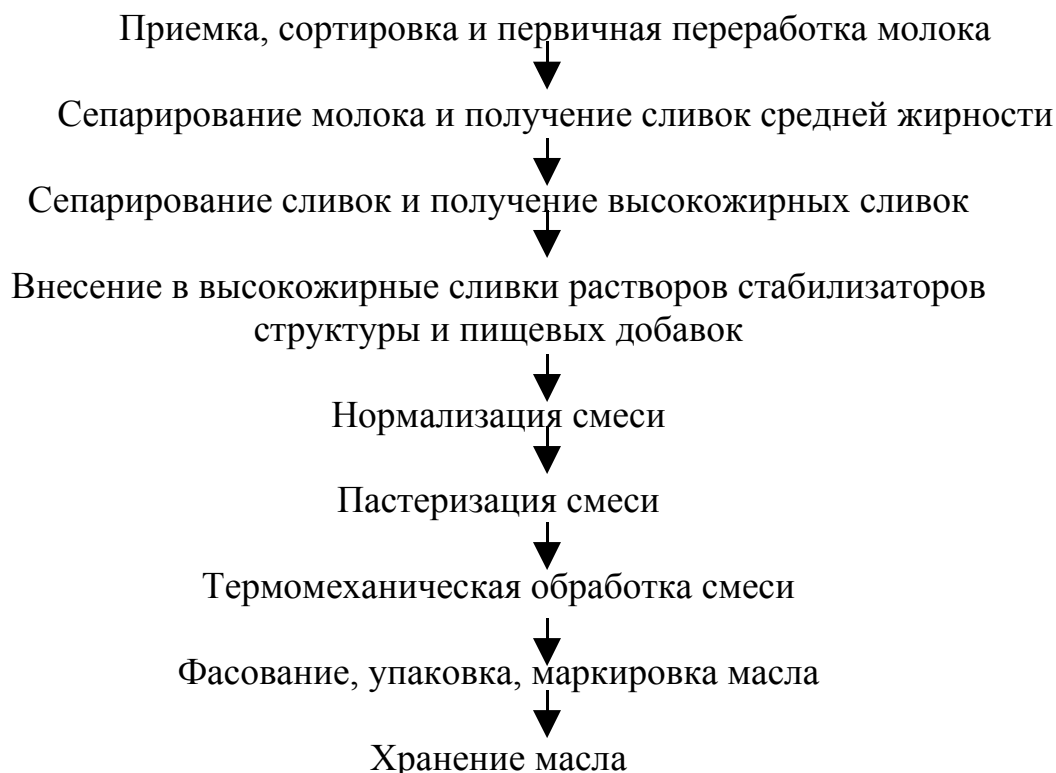 Приемка, сортировка и первичная переработка молока
Сепарирование молока и получение сливок средней жирности
Сепарирование сливок и получение высокожирных сливок
Внесение в высокожирные сливки растворов стабилизаторов
структуры и пищевых добавок
Нормализация смеси
Пастеризация смеси
Термомеханическая обработка смеси
Фасование, упаковка, маркировка масла
Хранение масла